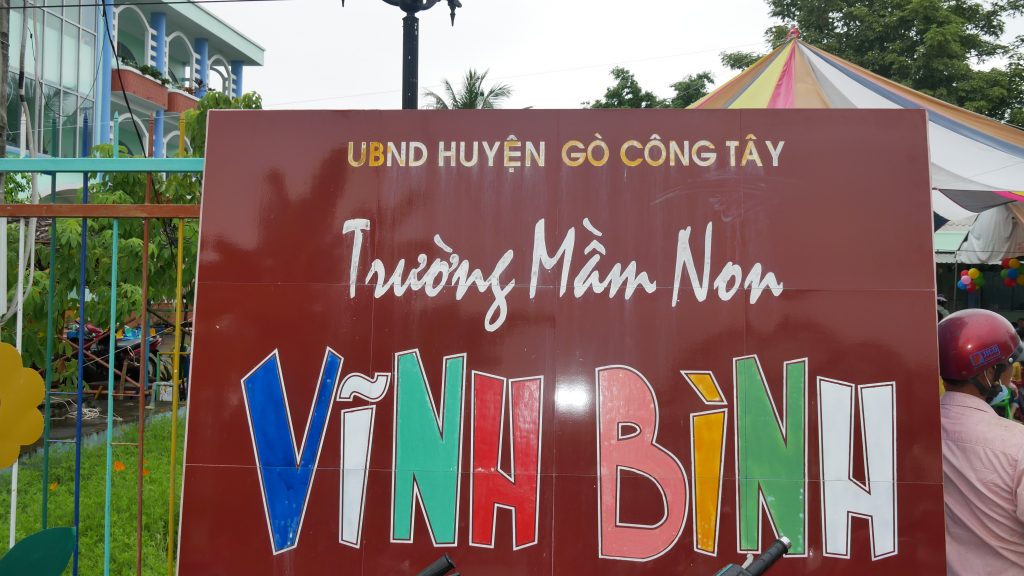 UBND HUYỆN GÒ CÔNG TÂY
Trường Mầm Non
VĨNH BÌNH